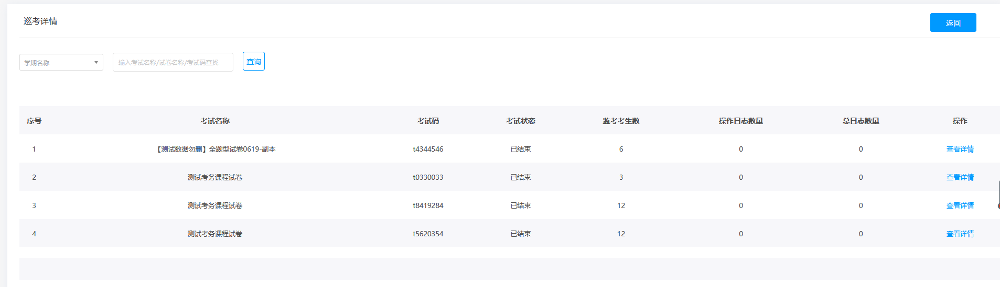 巡考详情
返回
学期名称 输入考试名称/试卷名称/考试码查找 查询
序号 考试名称 考试码 考试状态 监考考生数 操作日志数量 总日志数量 操作
1 【测试数据勿删】全题型试卷0619-副本 t4344546 已结束 6 0 0 查看详情
2 测试考务课程试卷 t0330033 已结束 3 0 0 查看详情
3 测试考务课程试卷 t8419284 已结束 12 0 0 查看详情
4 测试考务课程试卷 t5620354 已结束 12 0 0 查看详情